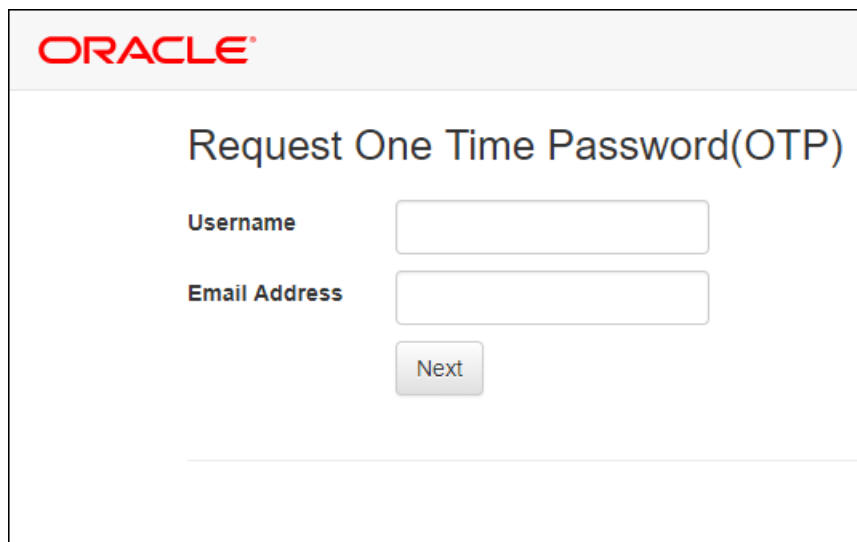 ORACLE®
Request One Time Password(OTP)
Username
Email Address
Next